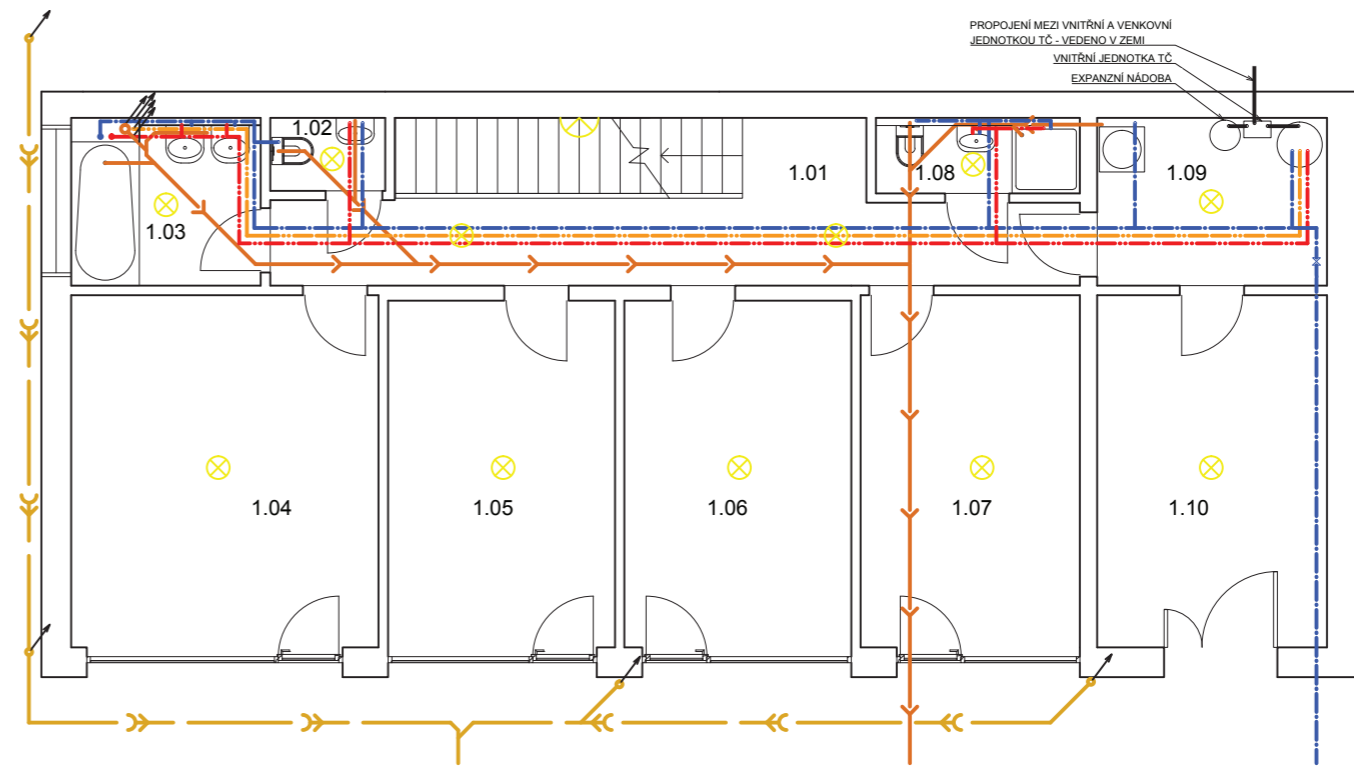 PROPOJENÍ MEZI VNITŘNÍ A VENKOVNÍ
JEDNOTKOU TČ - VEDENO V ZEMI
VNITŘNÍ JEDNOTKA TČ
EXPANZNÍ NÁDOBA
1.02
1.01
1.08
1.09
1.03
1.04
1.05
1.06
1.07
1.10